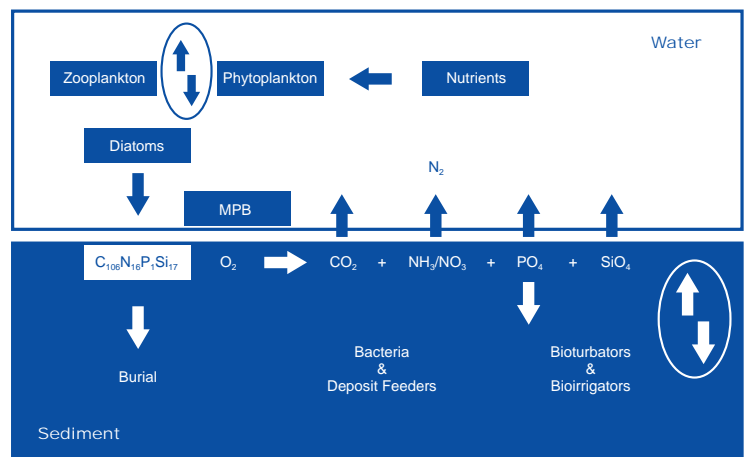 Water
Zooplankton
Phytoplankton
Nutrients
Diatoms
N₂
MPB
C₁₀₆N₁₆P₁Si₁₇ O₂ CO₂ + NH₃/NO₃ + PO₄ + SiO₄
Burial
Bacteria
&
Deposit Feeders
Bioturbators
&
Bioirrigators
Sediment